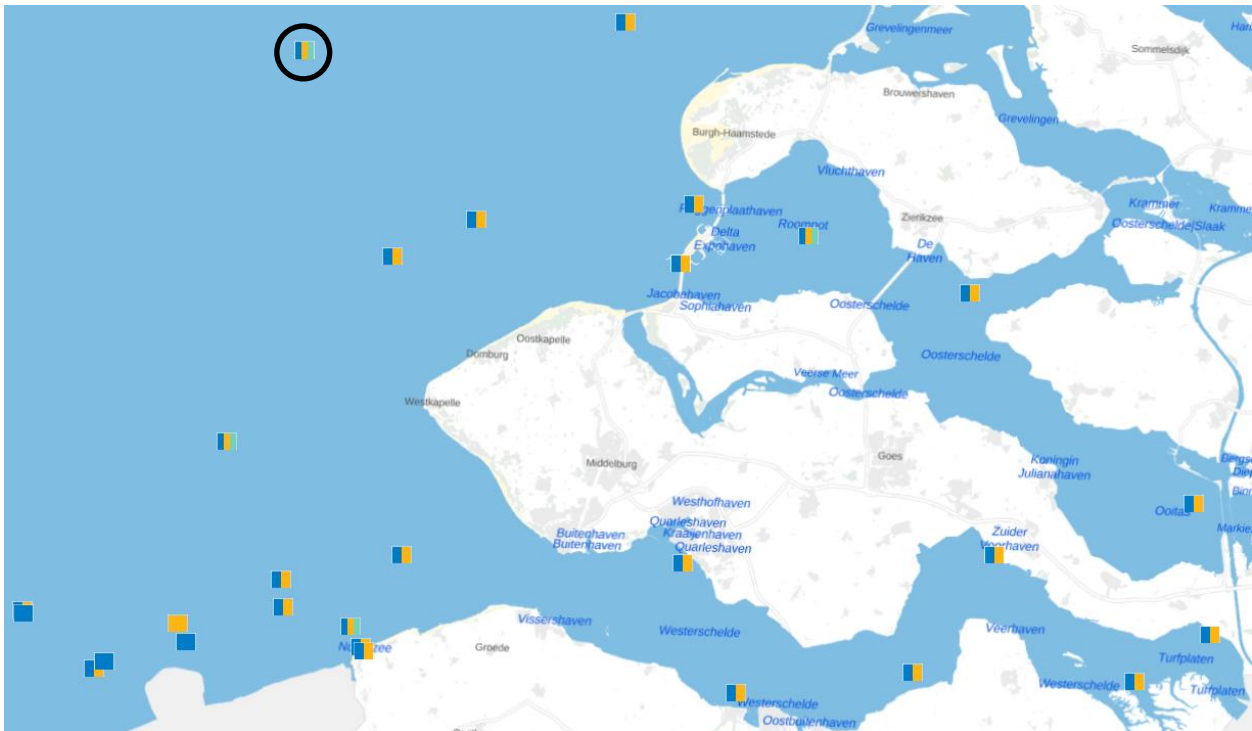 Grevelingenmeer
Sommelsdijk
Brouwershaven
Grevelingen
Burgh-Haamstede
Vluchthaven
Krammer
Krammer
Roompot
Zierikzee
Oosterschelde|Slaak
Delta
Expohaven
De
Haven
Jacobahaven
Sophiahaven
Oosterschelde
Oostkapelle
Domburg
Oosterschelde
Veerse Meer
Oosterschelde
Westkapelle
Middelburg
Goes
Koningin
Julianahaven
Westhofhaven
Quarleshaven
Kraaijenhaven
Quarleshaven
Buitenhaven
Buitenhaven
Zuider
Voorhaven
Vissershaven
Westerschelde
Veerhaven
Groede
Turfplaten
Westerschelde
Turfplaten
Westerschelde
Oostbuitenhaven